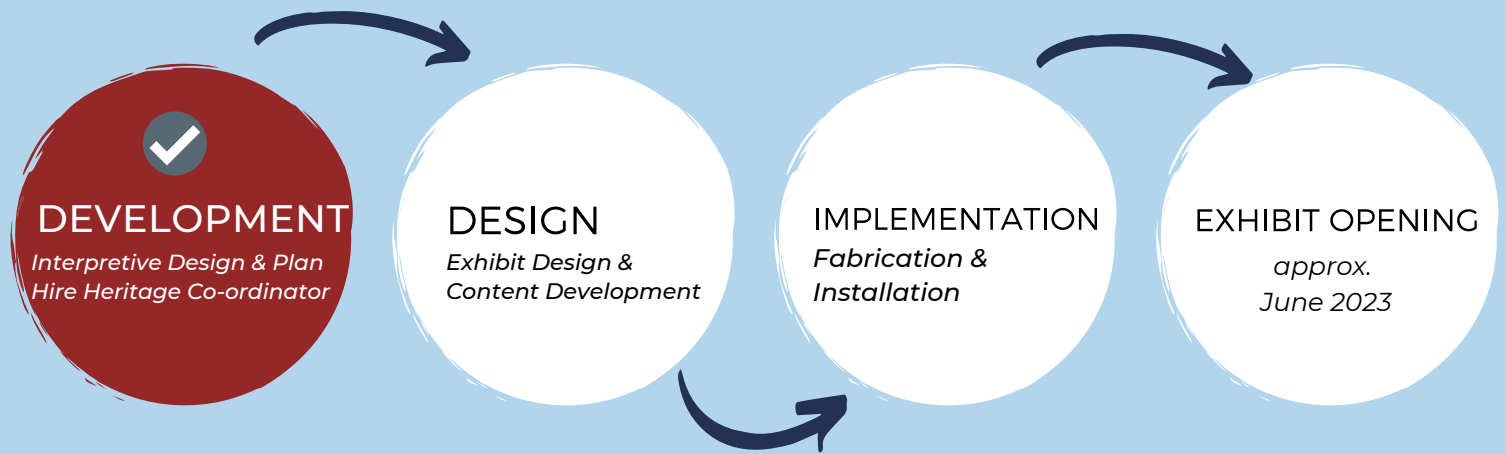 DEVELOPMENT
Interpretive Design & Plan
Hire Heritage Co-ordinator
DESIGN
Exhibit Design &
Content Development
IMPLEMENTATION
Fabrication &
Installation
EXHIBIT OPENING
approx.
June 2023